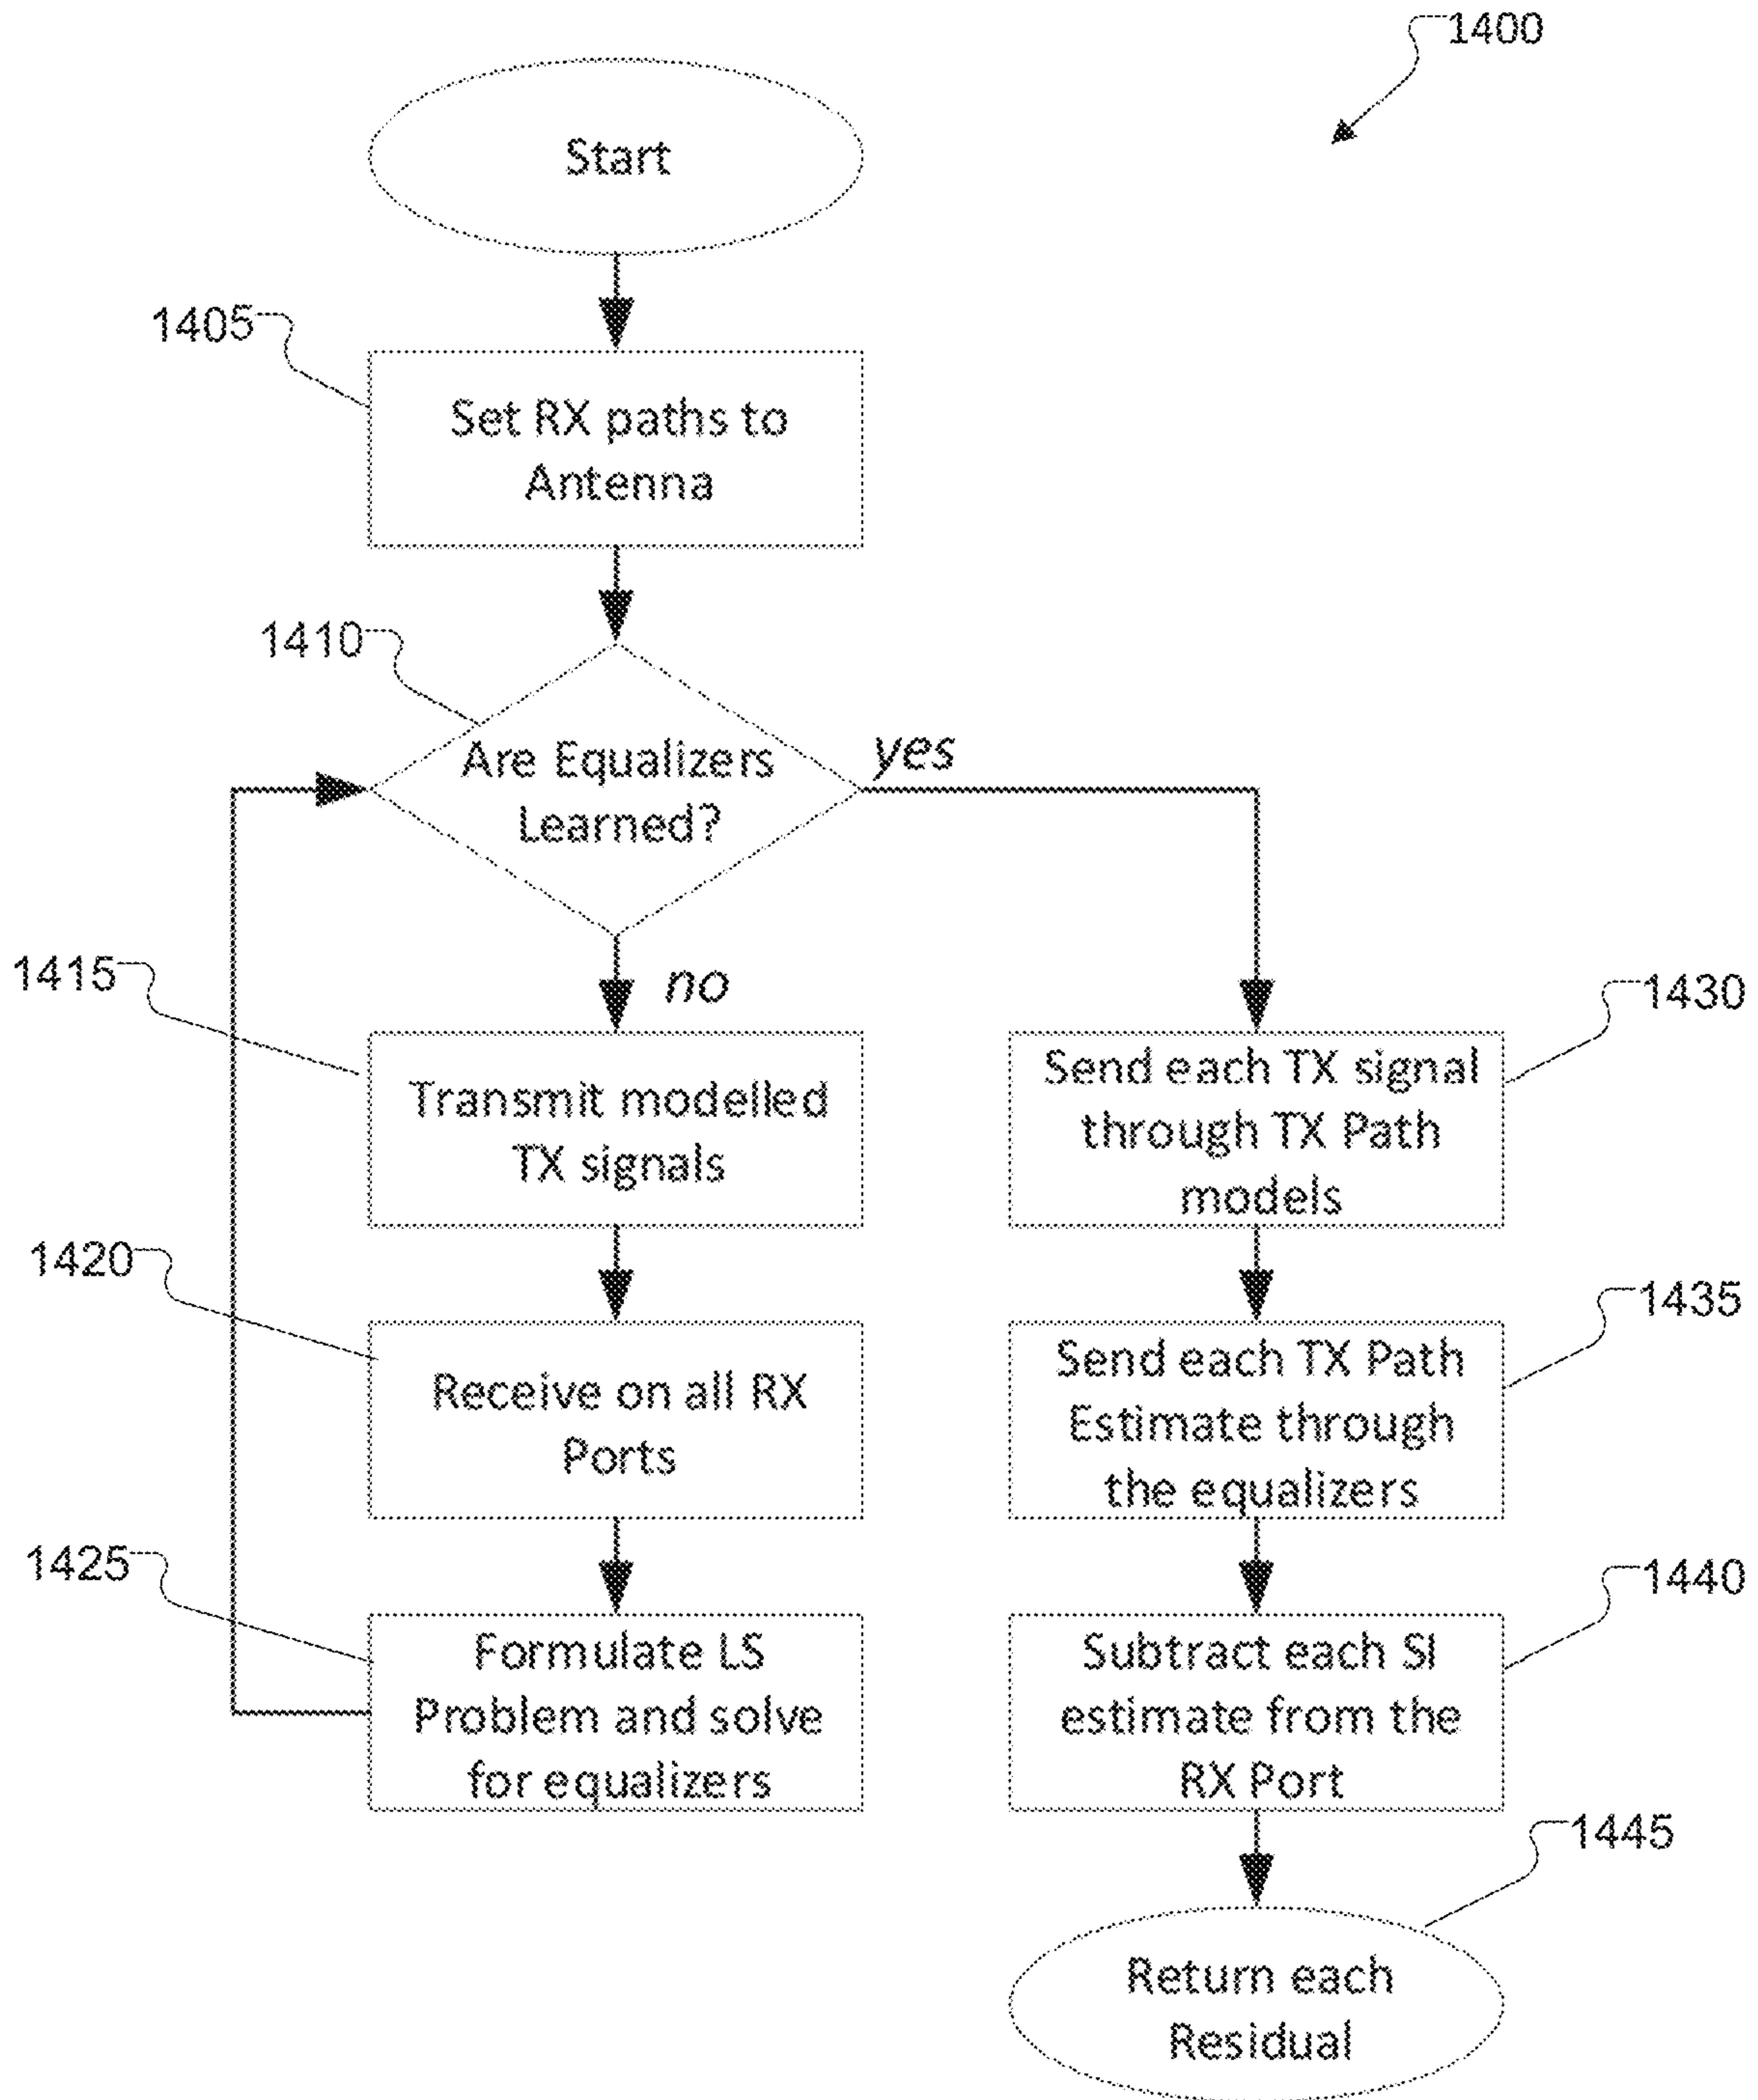 1400
Start
1405
Set RX paths to
Antenna
1410
Are Equalizers
Learned?
yes
no
1415
Transmit modelled
TX signals
1420
Receive on all RX
Ports
1425
Formulate LS
Problem and solve
for equalizers
1430
Send each TX signal
through TX Path
models
1435
Send each TX Path
Estimate through
the equalizers
1440
Subtract each SI
estimate from the
RX Port
1445
Return each
Residual